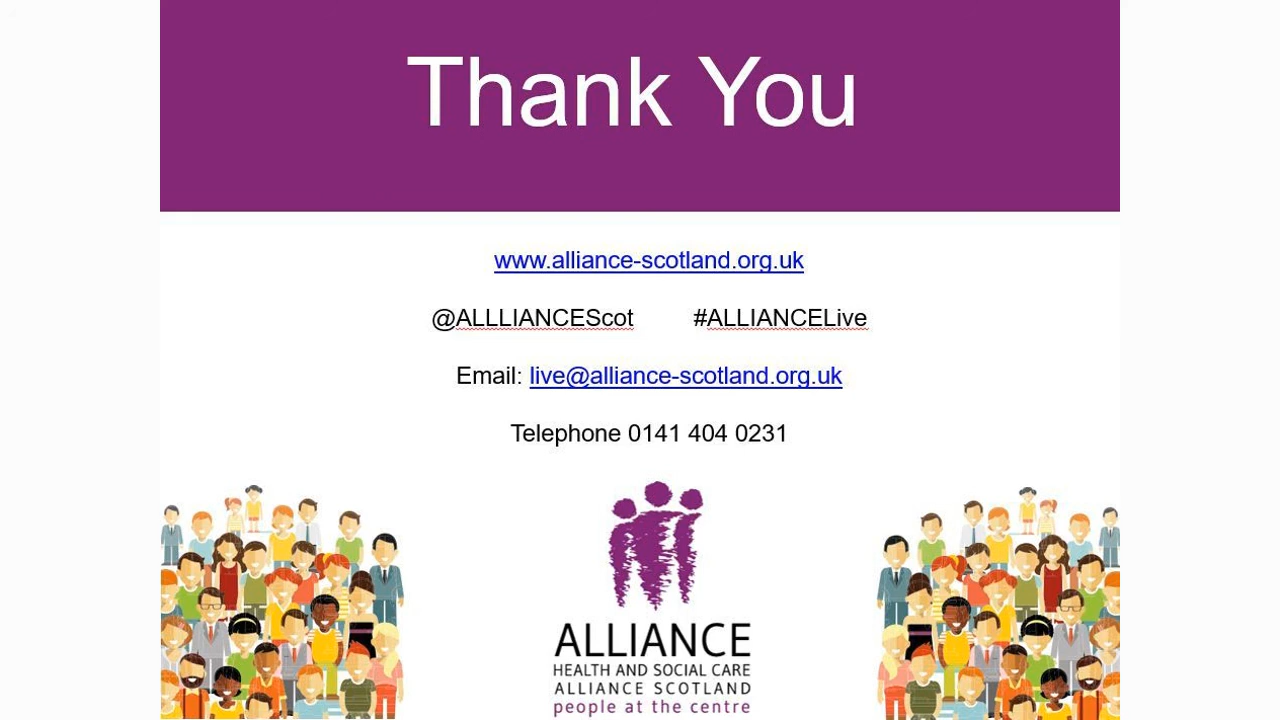 Thank You
www.alliance-scotland.org.uk
@ALLLIANCEScot #ALLIANCELive
Email: live@alliance-scotland.org.uk
Telephone 0141 404 0231
ALLIANCE
HEALTH AND SOCIAL CARE
ALLIANCE SCOTLAND
people at the centre